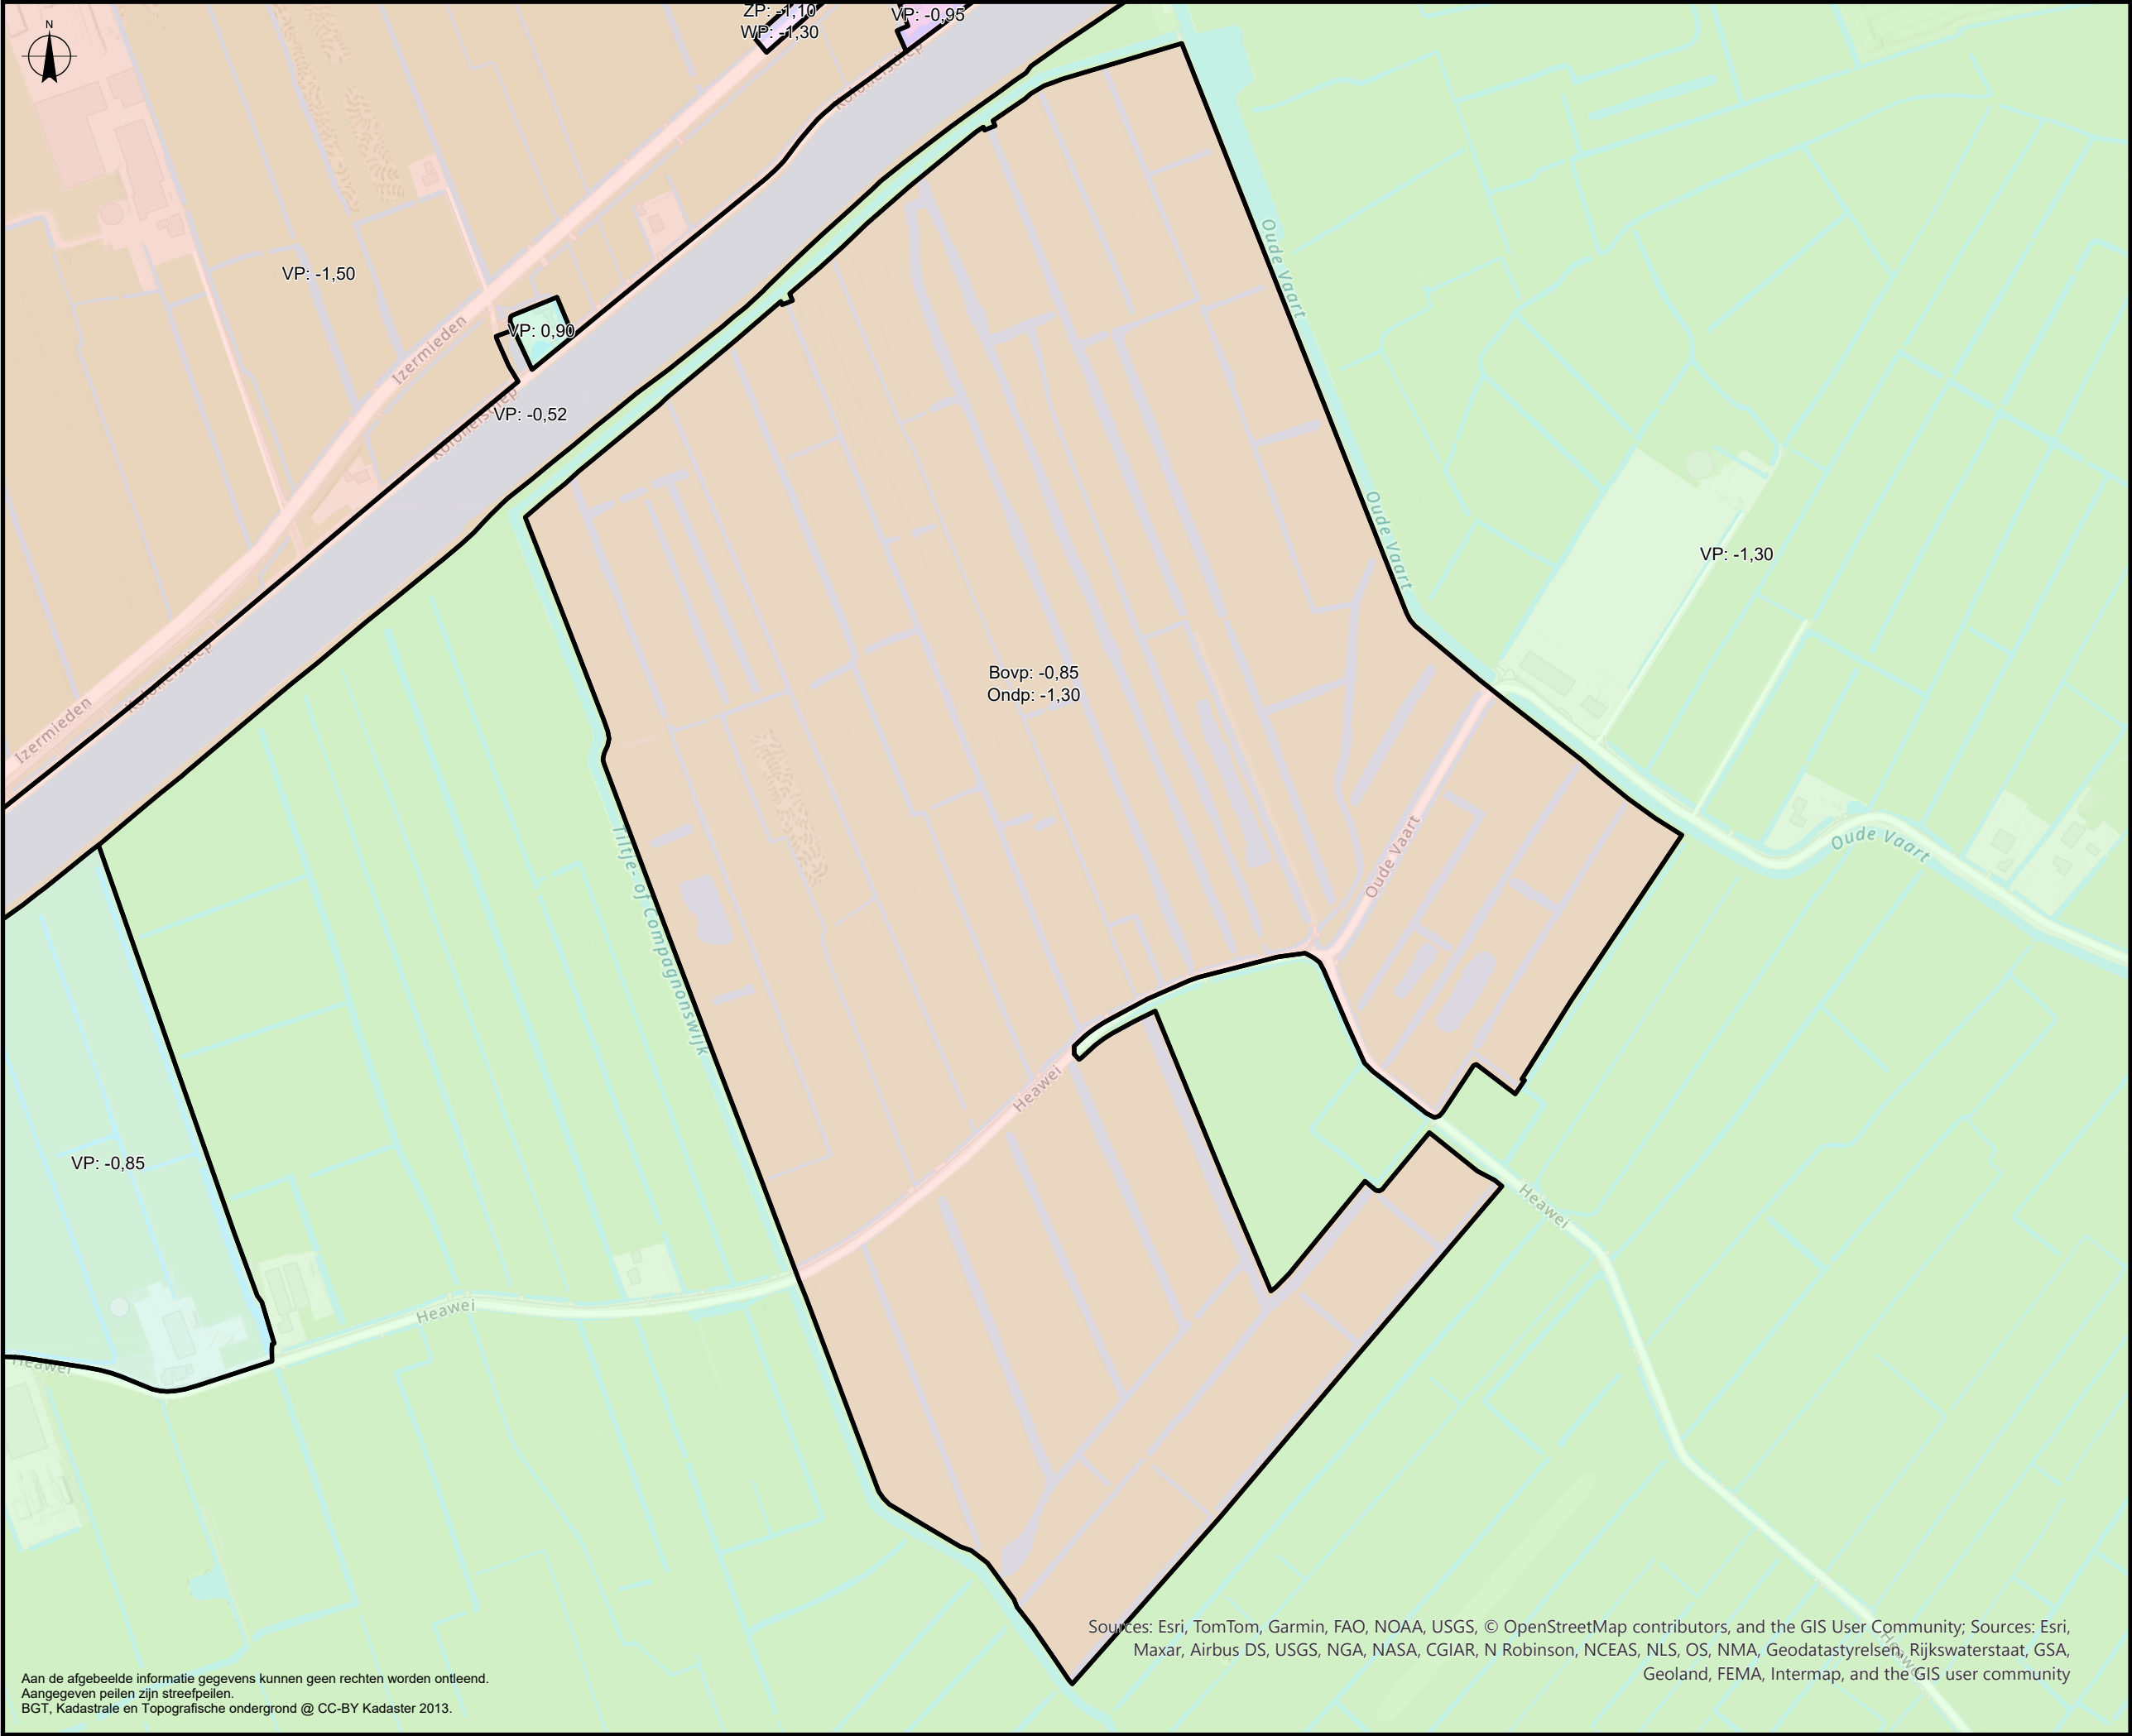 N
ZP: -1,10
WP: -1,30
VP: -0,95
Kolonelsdiep
VP: -1,50
Izermieden
VP: 0,90
Kolonelsdiep
VP: -0,52
Oude Vaart
Oude Vaart
VP: -1,30
Bovp: -0,85
Ondp: -1,30
Kolonelsdiep
Izermieden
Tiltje- of Compagnonswijk
Oude Vaart
Oude Vaart
Heawei
VP: -0,85
Heawei
Heawei
Heawei
Heawei
Sources: Esri, TomTom, Garmin, FAO, NOAA, USGS, © OpenStreetMap contributors, and the GIS User Community; Sources: Esri,
Maxar, Airbus DS, USGS, NGA, NASA, CGIAR, N Robinson, NCEAS, NLS, OS, NMA, Geodatastyrelsen, Rijkswaterstaat, GSA,
Geoland, FEMA, Intermap, and the GIS user community
Aan de afgebeelde informatie gegevens kunnen geen rechten worden ontleend.
Aangegeven peilen zijn streefpeilen.
BGT, Kadastrale en Topografische ondergrond @ CC-BY Kadaster 2013.